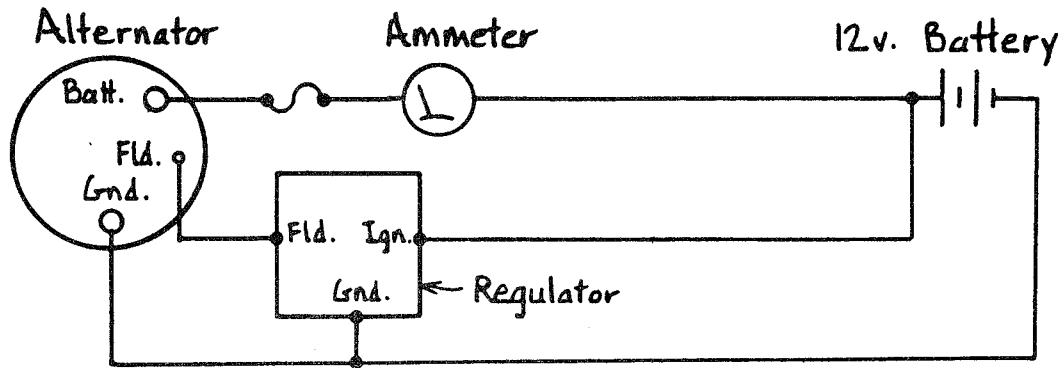 Alternator
Ammeter
12v. Battery
Batt.
Fld.
Gnd.
Fld. Ign.
Gnd.
Regulator